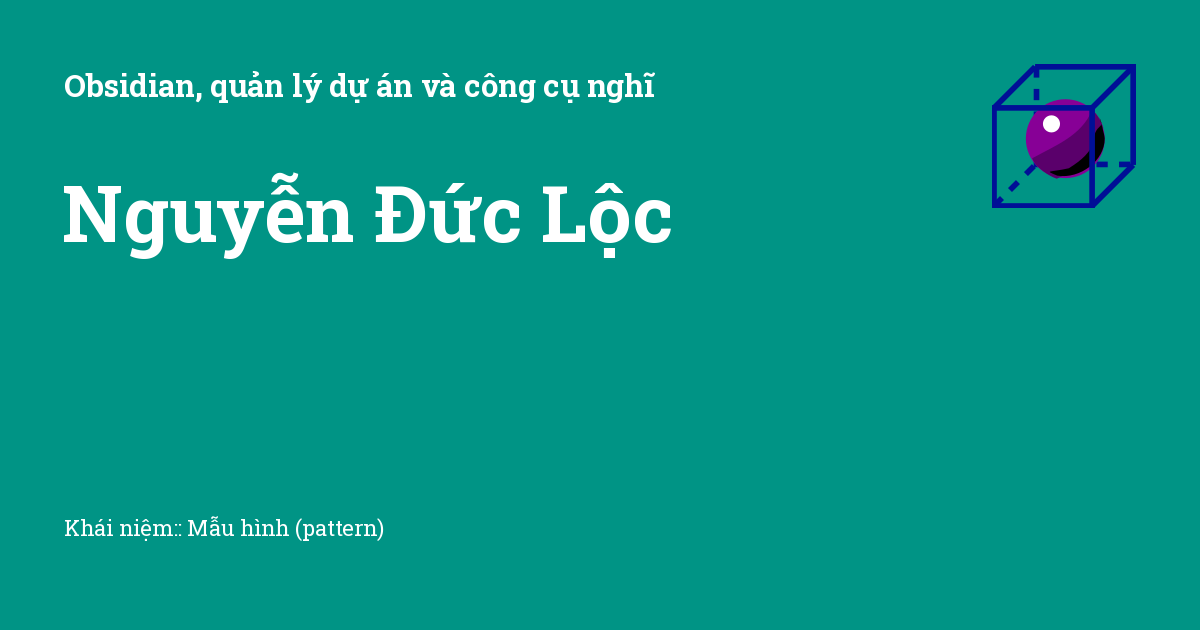 Obsidian, quản lý dự án và công cụ nghĩ
Nguyễn Đức Lộc
Khái niệm:: Mẫu hình (pattern)